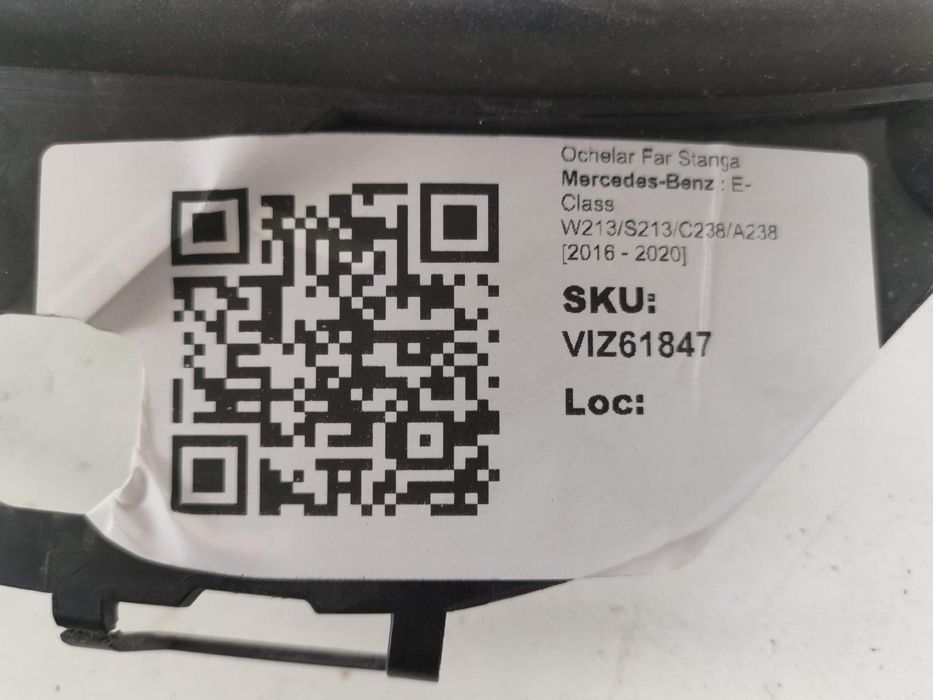 Ochelar Far Stanga
Mercedes-Benz : E-
Class
W213/S213/C238/A238
[2016 - 2020]
SKU:
VIZ61847
Loc: